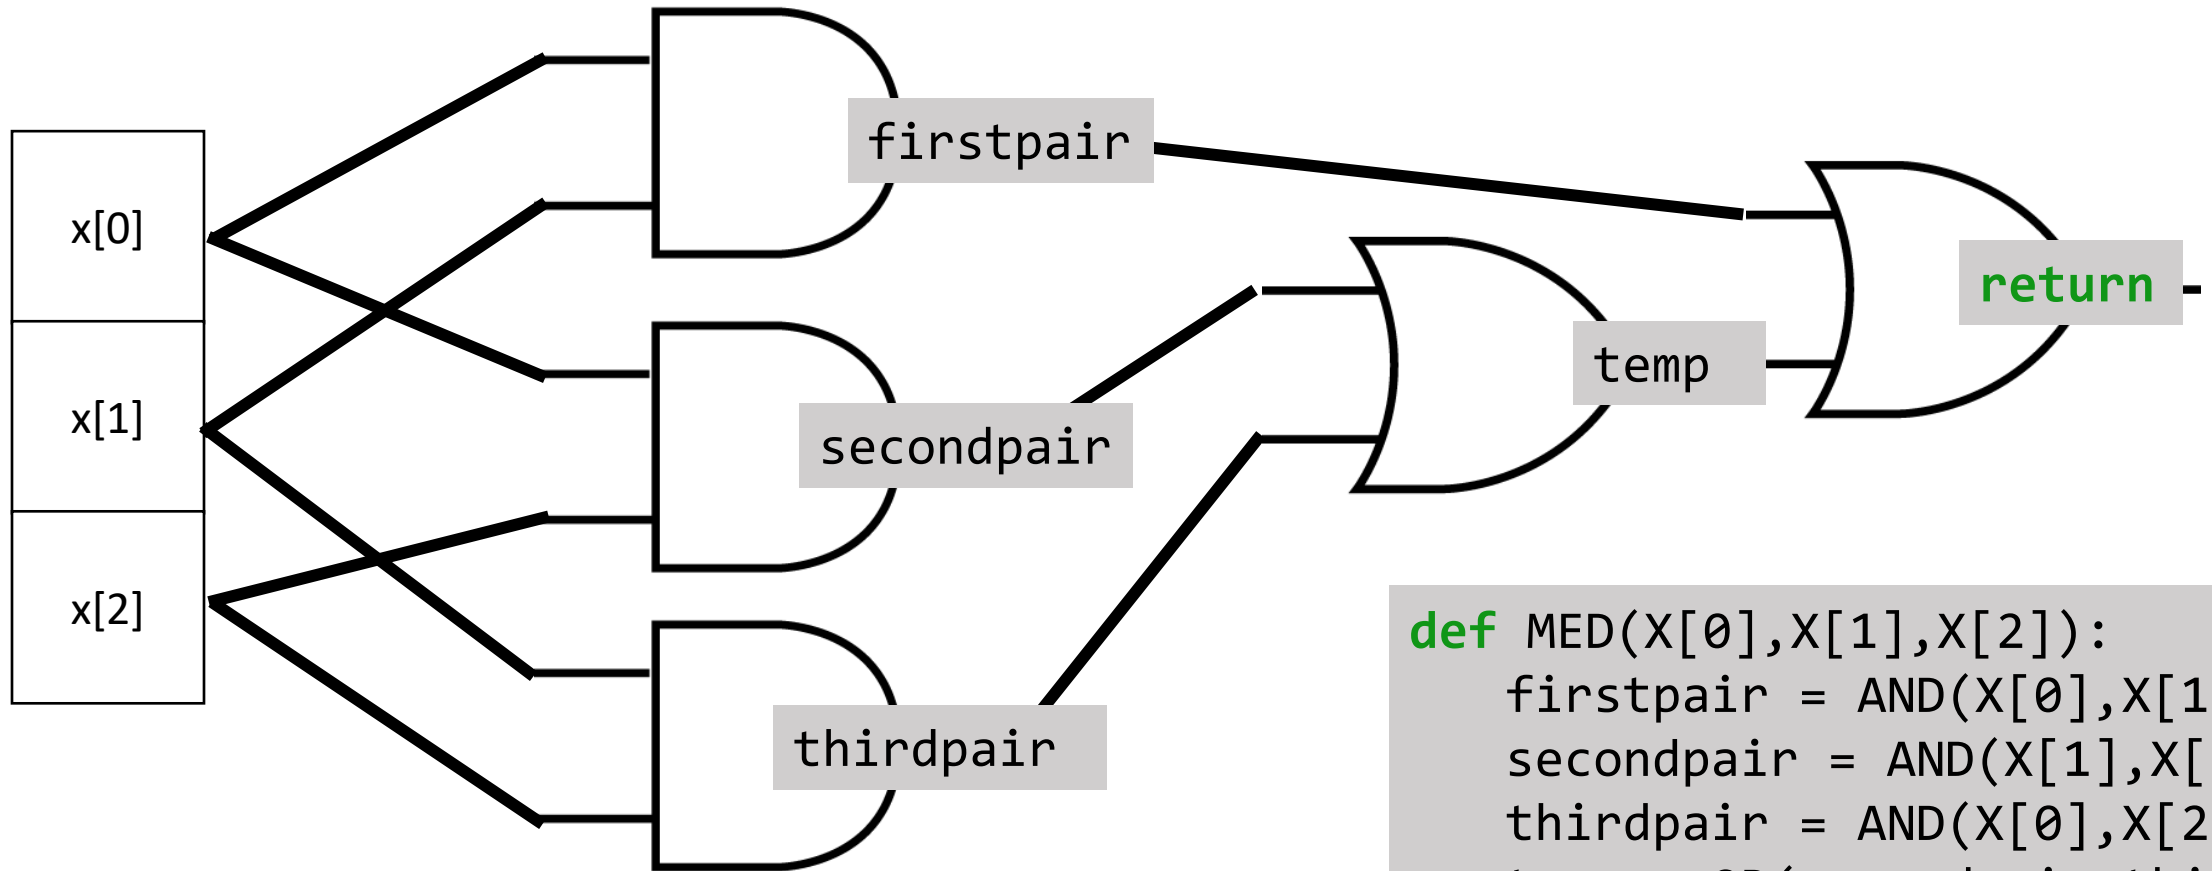 x[0]
x[1]
x[2]
firstpair
secondpair
thirdpair
temp
return
def MED(X[0],X[1],X[2]):
firstpair = AND(X[0],X[1
secondpair = AND(X[1],X[
thirdpair = AND(X[0],X[2